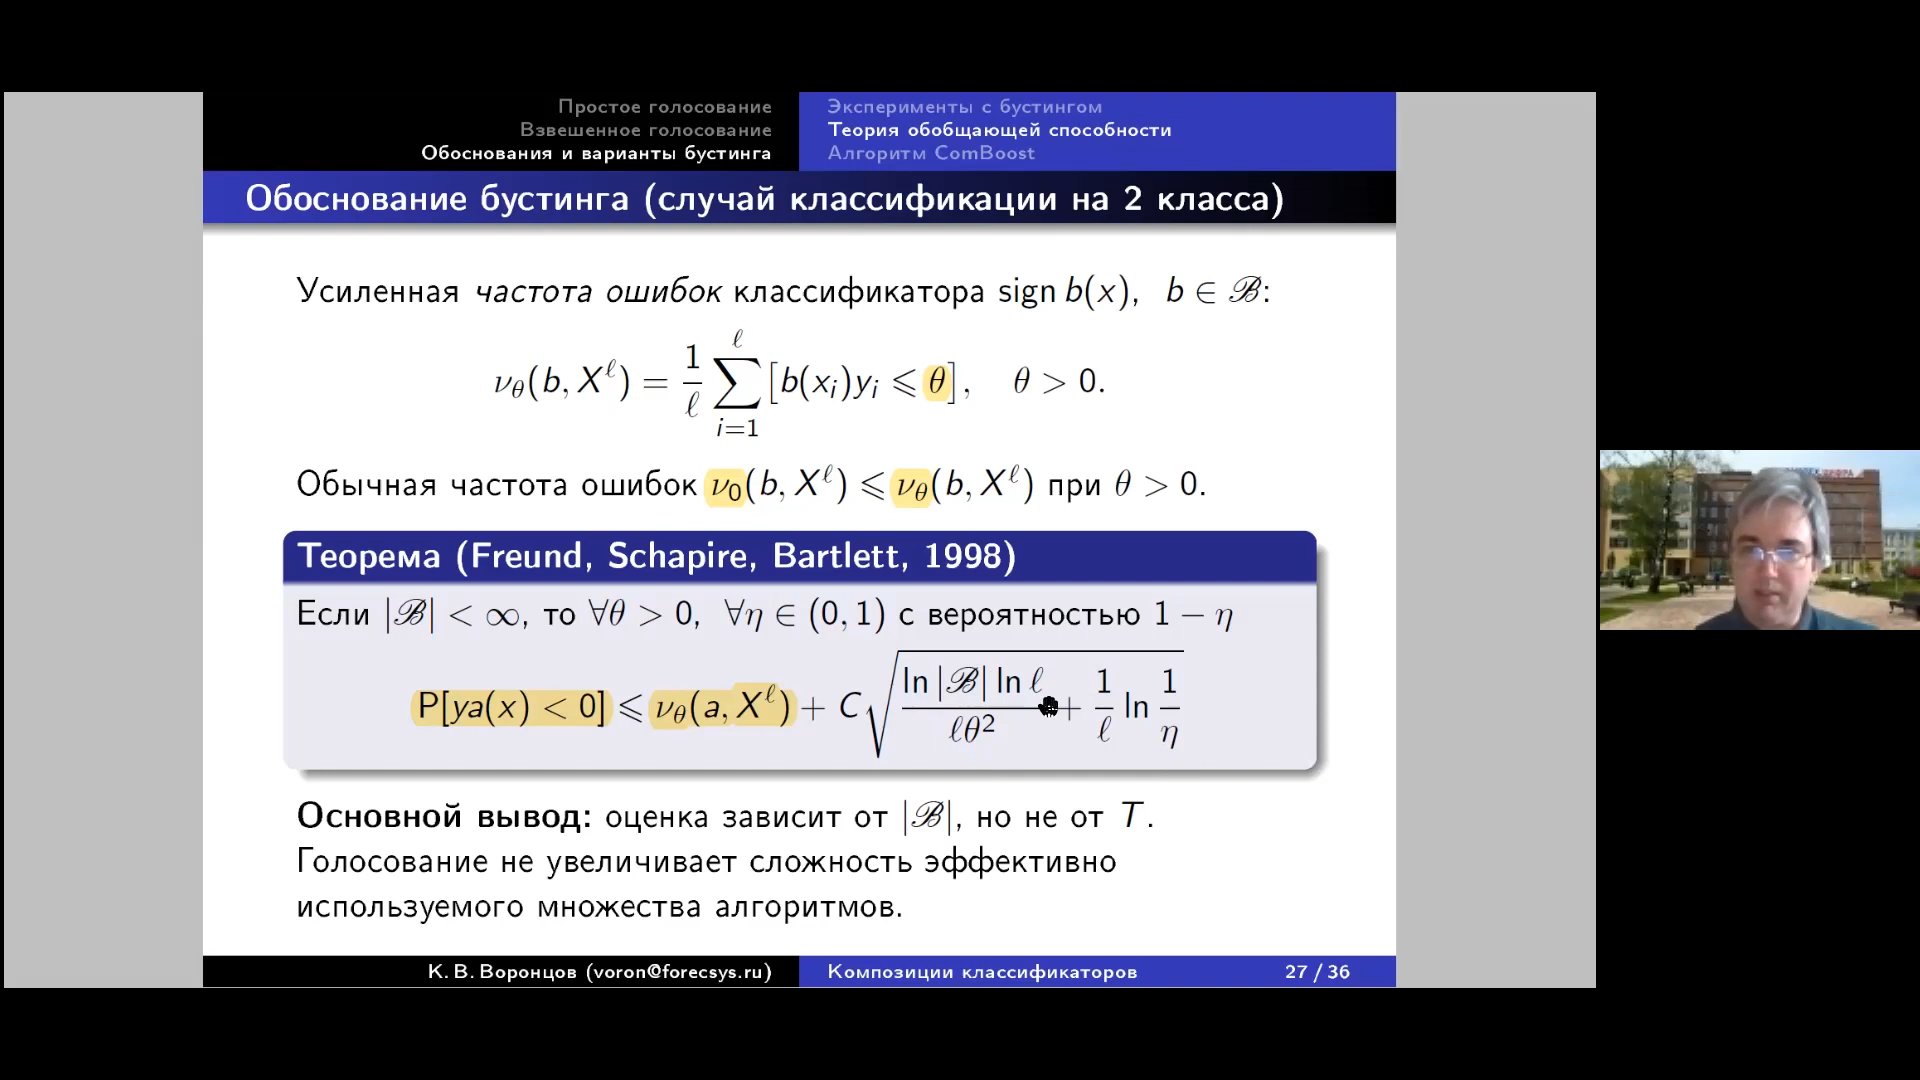 Простое голосование
Взвешенное голосование
Обоснования и варианты бустинга
Эксперименты с бустингом
Теория обобщающей способности
Алгоритм ComBoost
Обоснование бустинга (случай классификации на 2 класса)
Усиленная частота ошибок классификатора sign b(x), b ∈ ℬ:
ν_θ(b, X^ℓ) = 1/ℓ ∑_{i=1}^{ℓ} [b(x_i)y_i ⩽ θ], θ > 0.
Обычная частота ошибок ν_0(b, X^ℓ) ⩽ ν_θ(b, X^ℓ) при θ > 0.
Теорема (Freund, Schapire, Bartlett, 1998)
Если |ℬ| < ∞, то ∀θ > 0, ∀η ∈ (0, 1) с вероятностью 1 − η
P[ya(x) < 0] ⩽ ν_θ(a, X^ℓ) + C√(ln|ℬ| ln ℓ / ℓθ² + 1/ℓ ln 1/η)
Основной вывод: оценка зависит от |ℬ|, но не от T.
Голосование не увеличивает сложность эффективно
используемого множества алгоритмов.
К. В. Воронцов (voron@forecsys.ru)
Композиции классификаторов
27 / 36